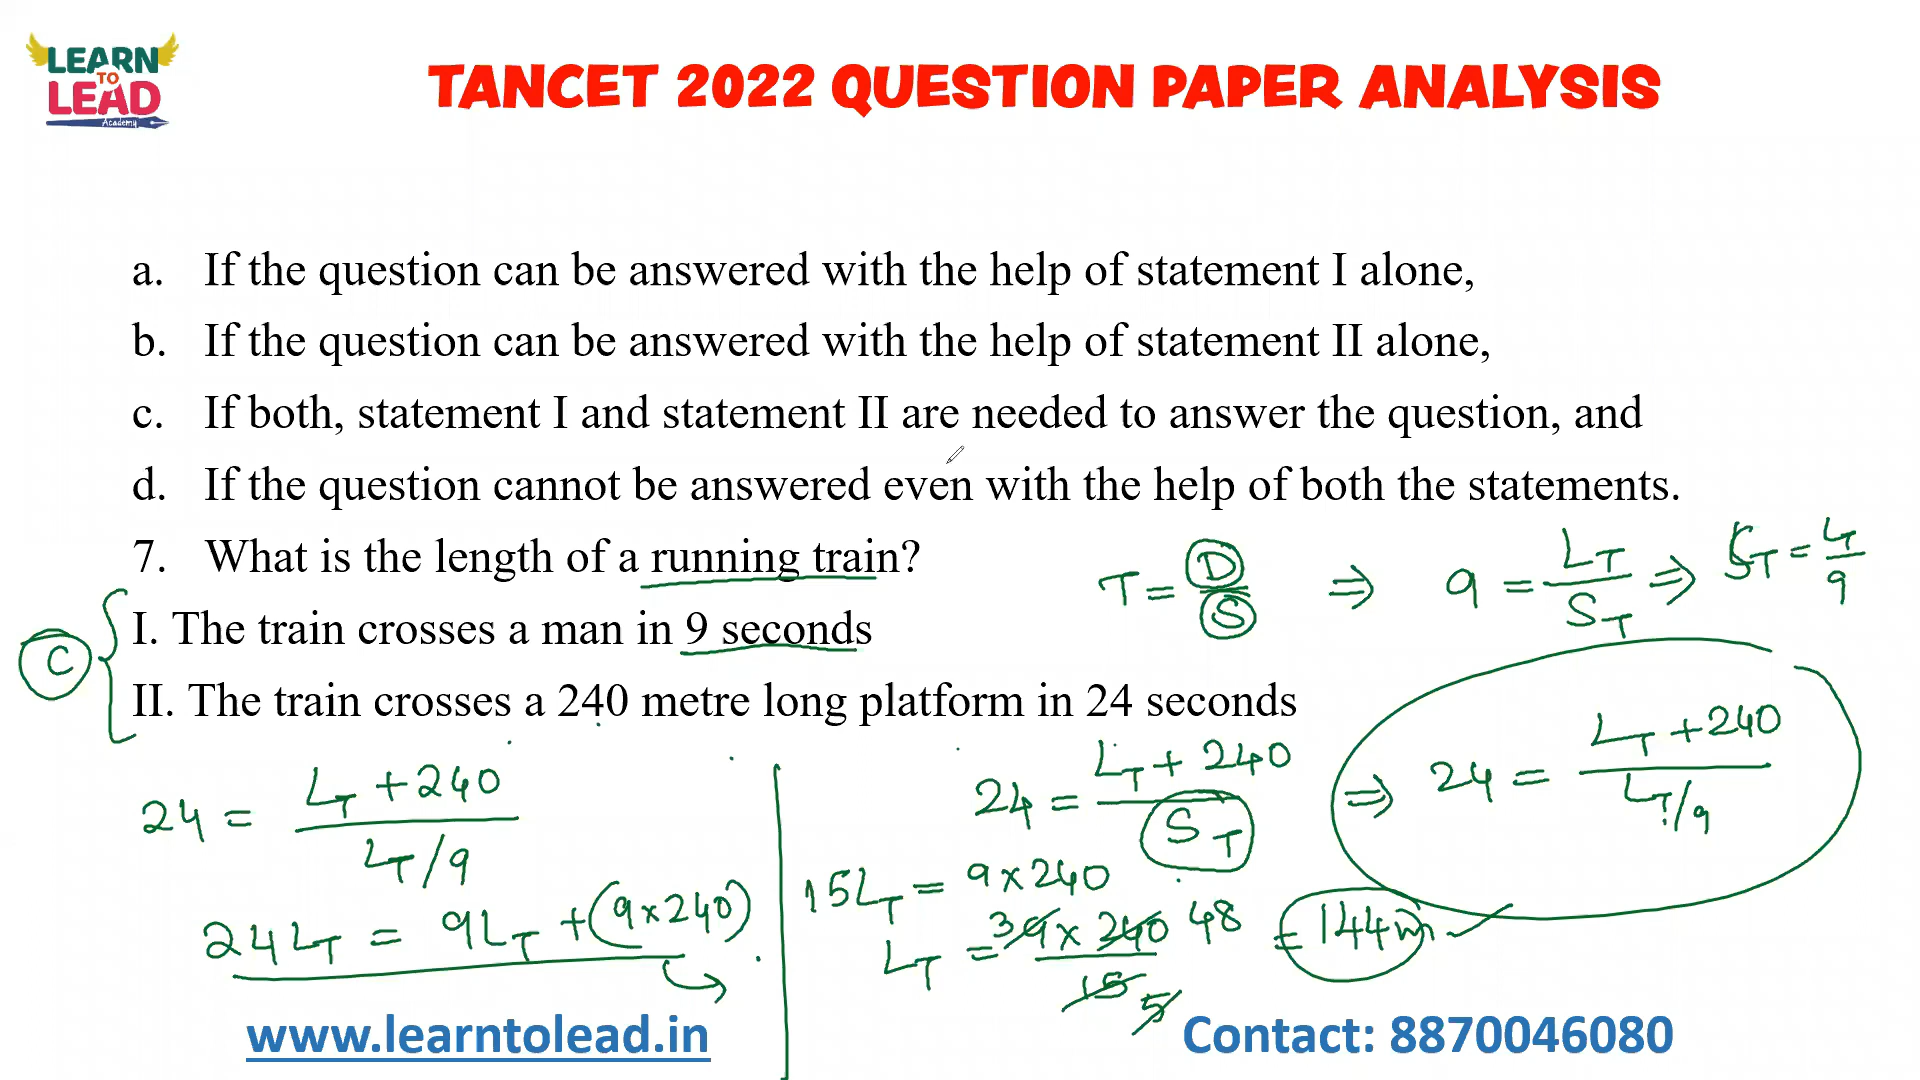 LEARN
TO
LEAD
Academy
TANCET 2022 QUESTION PAPER ANALYSIS
a. If the question can be answered with the help of statement I alone,
b. If the question can be answered with the help of statement II alone,
c. If both, statement I and statement II are needed to answer the question, and
d. If the question cannot be answered even with the help of both the statements.
7. What is the length of a running train?
T = D/S ⇒ 9 = L_T/S_T ⇒ S_T = L_T/9
I. The train crosses a man in 9 seconds
C
II. The train crosses a 240 metre long platform in 24 seconds
24 = (L_T + 240)/(L_T/9)
24 L_T = 9L_T + (9 x 240)
24 = (L_T + 240)/S_T ⇒ 24 = (L_T + 240)/(L_T/9)
15L_T = 9 x 240
L_T = 3 9 x 240 48 / 15 5 = 144m
www.learntolead.in
Contact: 8870046080